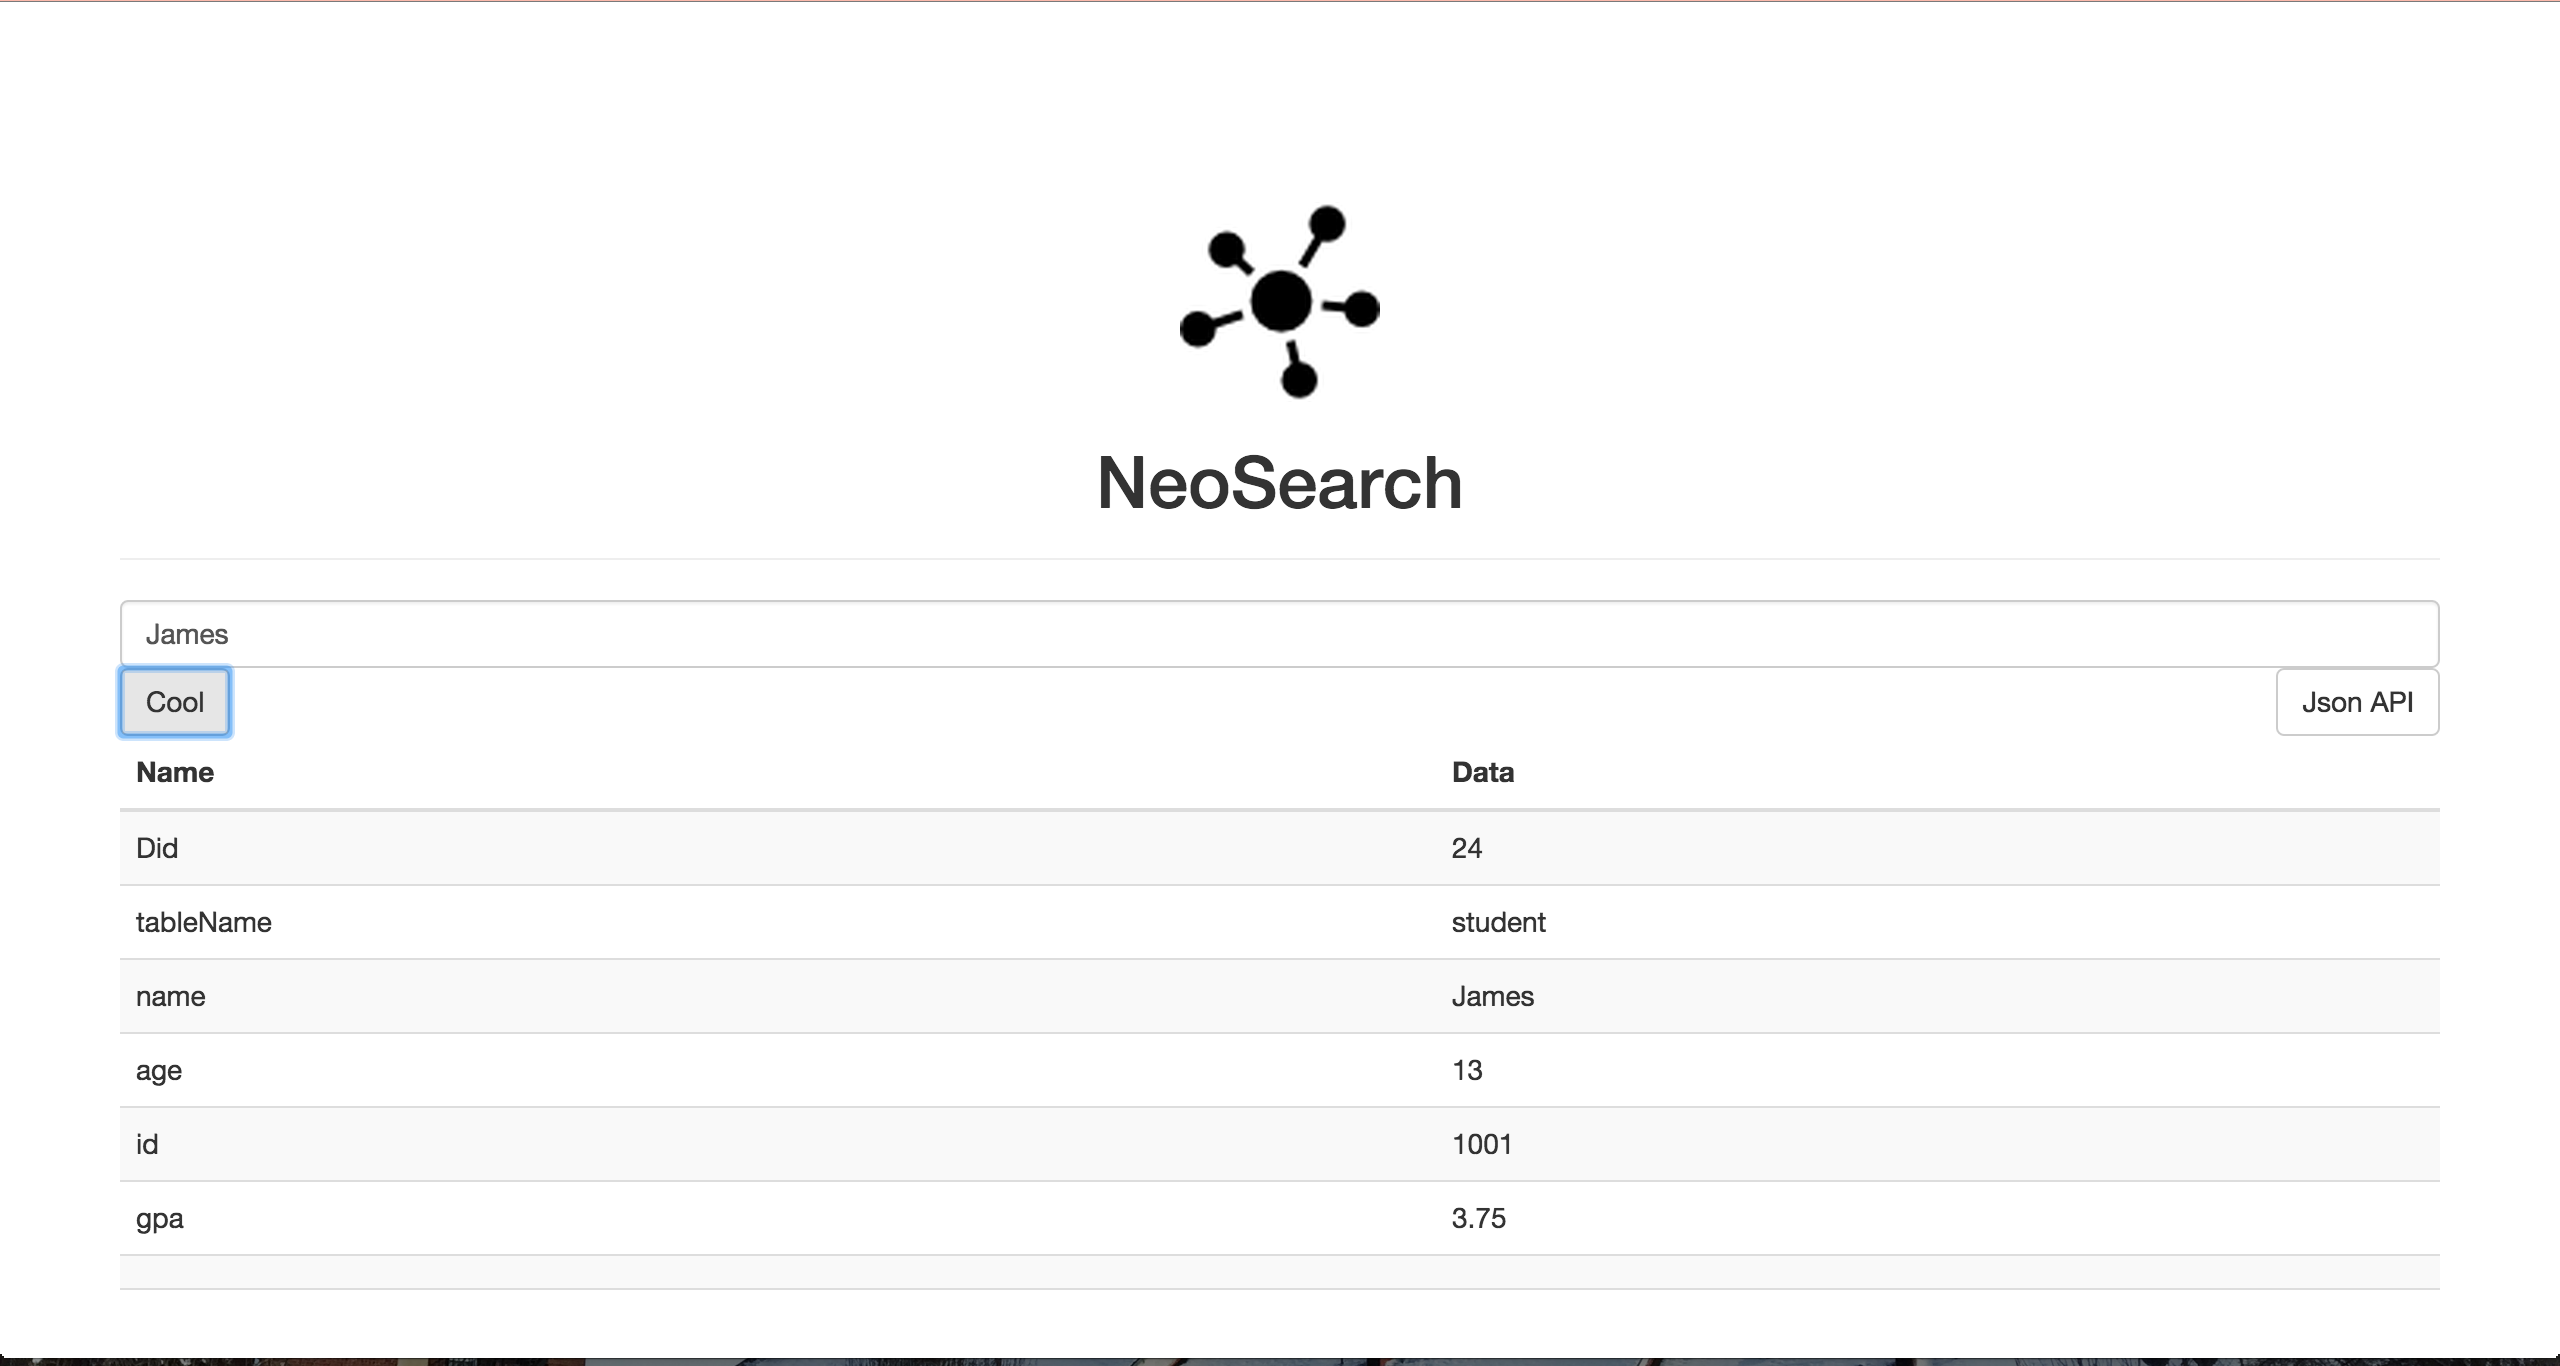 NeoSearch
James
Cool Json API
Name Data
Did 24
tableName student
name James
age 13
id 1001
gpa 3.75